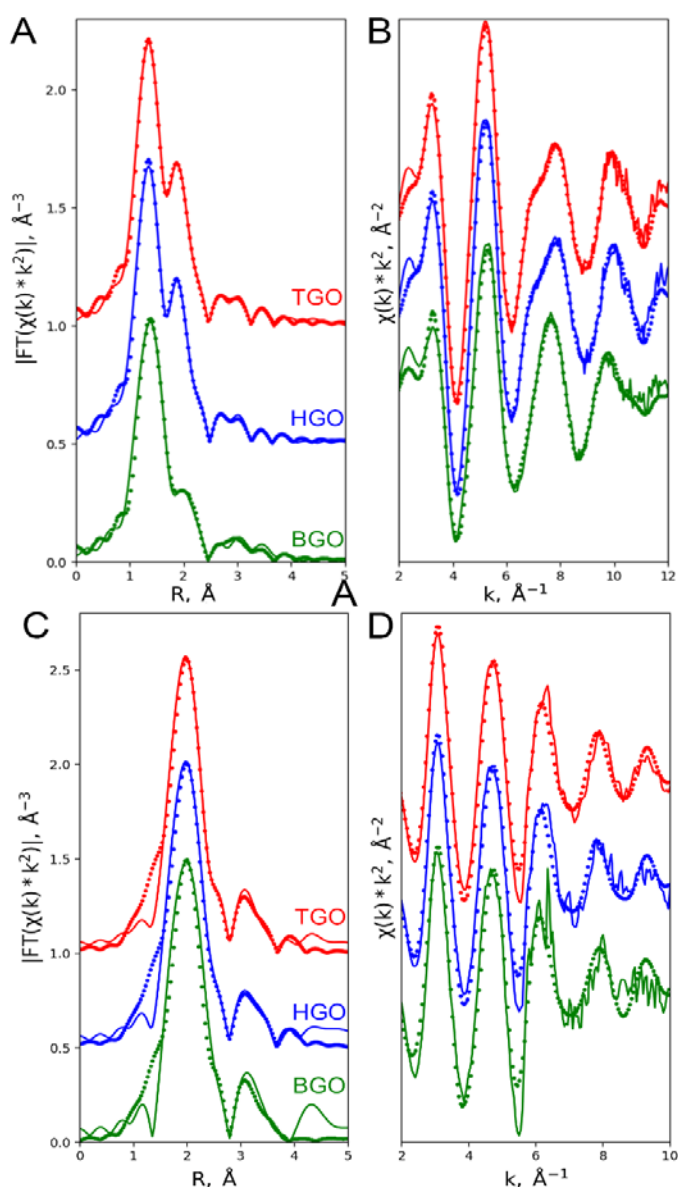 A
|FT(χ(k)*k²)|, Å⁻³
2.0
1.5
1.0
0.5
0.0
TGO
HGO
BGO
0 1 2 3 4 5
R, Å
B
χ(k)*k², Å⁻²
2 4 6 8 10 12
k, Å⁻¹
A
C
|FT(χ(k)*k²)|, Å⁻³
2.5
2.0
1.5
1.0
0.5
0.0
TGO
HGO
BGO
0 1 2 3 4 5
R, Å
D
χ(k)*k², Å⁻²
2 4 6 8 10
k, Å⁻¹